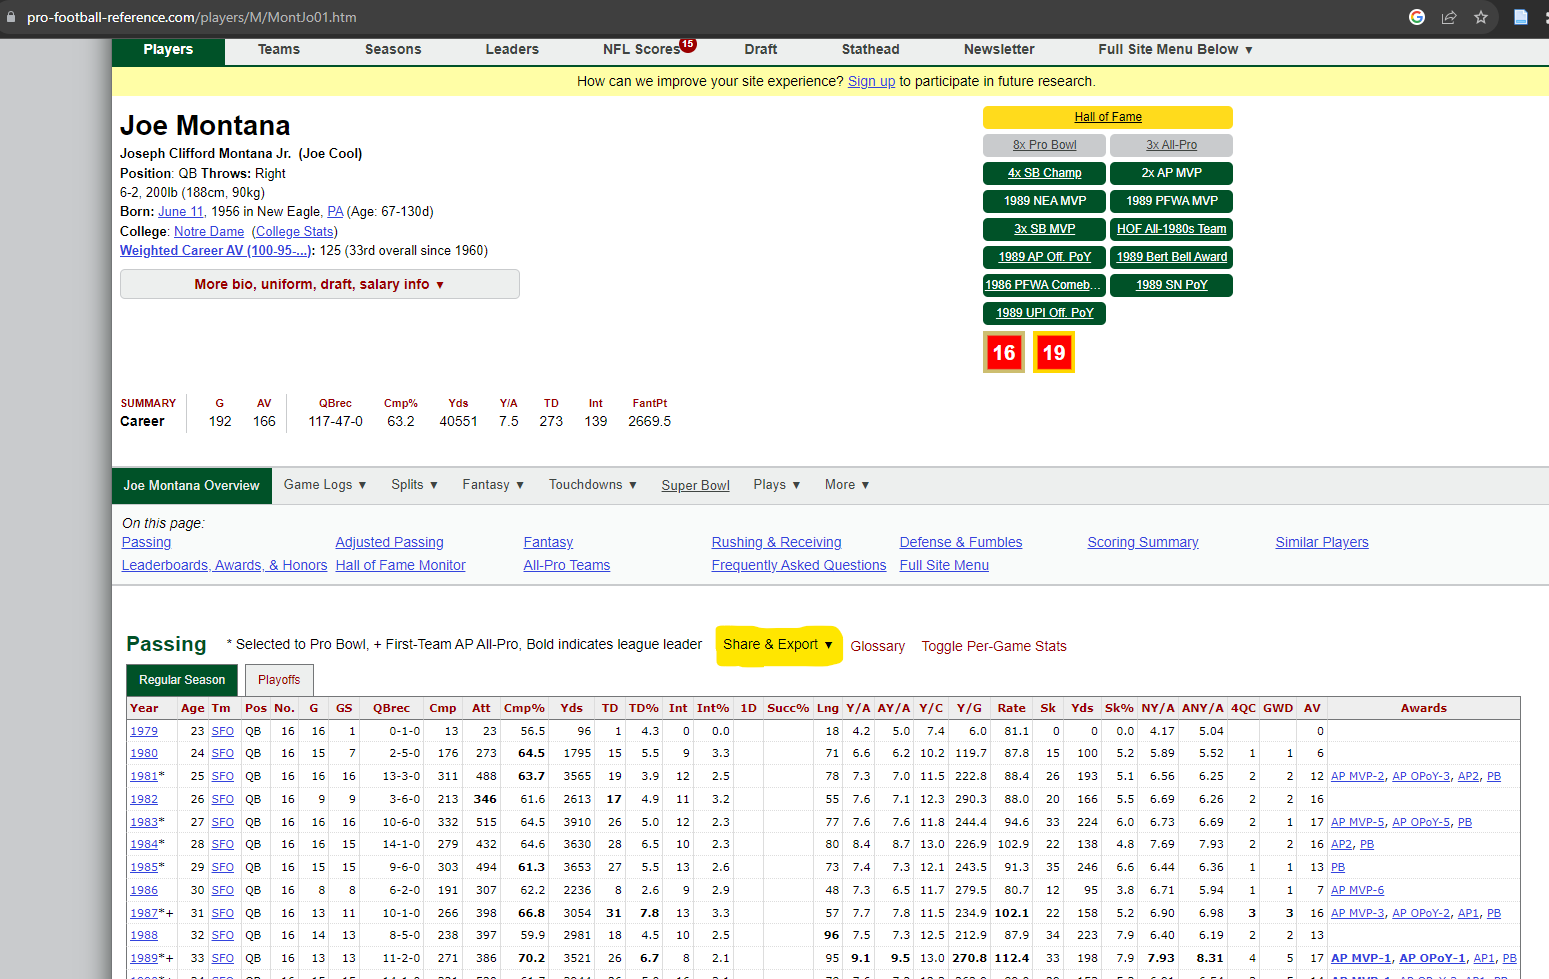 pro-football-reference.com/players/M/MontJo01.htm
Players Teams Seasons Leaders NFL Scores 15 Draft Stathead Newsletter Full Site Menu Below ▼
How can we improve your site experience? Sign up to participate in future research.
Joe Montana
Joseph Clifford Montana Jr. (Joe Cool)
Position: QB Throws: Right
6-2, 200lb (188cm, 90kg)
Born: June 11, 1956 in New Eagle, PA (Age: 67-130d)
College: Notre Dame (College Stats)
Weighted Career AV (100-95-...): 125 (33rd overall since 1960)
More bio, uniform, draft, salary info ▼
Hall of Fame
8x Pro Bowl 3x All-Pro
4x SB Champ 2x AP MVP
1989 NEA MVP 1989 PFWA MVP
3x SB MVP HOF All-1980s Team
1989 AP Off. PoY 1989 Bert Bell Award
1986 PFWA Comeb... 1989 SN PoY
1989 UPI Off. PoY
16 19
SUMMARY G AV QBrec Cmp% Yds Y/A TD Int FantPt
Career 192 166 117-47-0 63.2 40551 7.5 273 139 2669.5
Joe Montana Overview Game Logs ▼ Splits ▼ Fantasy ▼ Touchdowns ▼ Super Bowl Plays ▼ More ▼
On this page:
Passing Adjusted Passing Fantasy Rushing & Receiving Defense & Fumbles Scoring Summary Similar Players
Leaderboards, Awards, & Honors Hall of Fame Monitor All-Pro Teams Frequently Asked Questions Full Site Menu
Passing * Selected to Pro Bowl, + First-Team AP All-Pro, Bold indicates league leader Share & Export ▼ Glossary Toggle Per-Game Stats
Regular Season Playoffs
Year Age Tm Pos No. G GS QBrec Cmp Att Cmp% Yds TD TD% Int Int% 1D Succ% Lng Y/A AY/A Y/C Y/G Rate Sk Yds Sk% NY/A ANY/A 4QC GWD AV Awards
1979 23 SFO QB 16 16 1 0-1-0 13 23 56.5 96 1 4.3 0 0.0 18 4.2 5.0 7.4 6.0 81.1 0 0 0.0 4.17 5.04 0
1980 24 SFO QB 16 15 7 2-5-0 176 273 64.5 1795 15 5.5 9 3.3 71 6.6 6.2 10.2 119.7 87.8 15 100 5.2 5.89 5.52 1 1 6
1981* 25 SFO QB 16 16 16 13-3-0 311 488 63.7 3565 19 3.9 12 2.5 78 7.3 7.0 11.5 222.8 88.4 26 193 5.1 6.56 6.25 2 2 12 AP MVP-2, AP OPoY-3, AP2, PB
1982 26 SFO QB 16 9 9 3-6-0 213 346 61.6 2613 17 4.9 11 3.2 55 7.6 7.1 12.3 290.3 88.0 20 166 5.5 6.69 6.26 2 2 16
1983* 27 SFO QB 16 16 16 10-6-0 332 515 64.5 3910 26 5.0 12 2.3 77 7.6 7.6 11.8 244.4 94.6 33 224 6.0 6.73 6.69 2 1 17 AP MVP-5, AP OPoY-5, PB
1984* 28 SFO QB 16 16 15 14-1-0 279 432 64.6 3630 28 6.5 10 2.3 80 8.4 8.7 13.0 226.9 102.9 22 138 4.8 7.69 7.93 2 2 16 AP2, PB
1985* 29 SFO QB 16 15 15 9-6-0 303 494 61.3 3653 27 5.5 13 2.6 73 7.4 7.3 12.1 243.5 91.3 35 246 6.6 6.44 6.36 1 1 13 PB
1986 30 SFO QB 16 8 8 6-2-0 191 307 62.2 2236 8 2.6 9 2.9 48 7.3 6.5 11.7 279.5 80.7 12 95 3.8 6.71 5.94 1 1 7 AP MVP-6
1987*+ 31 SFO QB 16 13 11 10-1-0 266 398 66.8 3054 31 7.8 13 3.3 57 7.7 7.8 11.5 234.9 102.1 22 158 5.2 6.90 6.98 3 3 16 AP MVP-3, AP OPoY-2, AP1, PB
1988 32 SFO QB 16 14 13 8-5-0 238 397 59.9 2981 18 4.5 10 2.5 96 7.5 7.3 12.5 212.9 87.9 34 223 7.9 6.40 6.19 2 2 13
1989*+ 33 SFO QB 16 13 13 11-2-0 271 386 70.2 3521 26 6.7 8 2.1 95 9.1 9.5 13.0 270.8 112.4 33 198 7.9 7.93 8.31 4 5 17 AP MVP-1, AP OPoY-1, AP1, PB